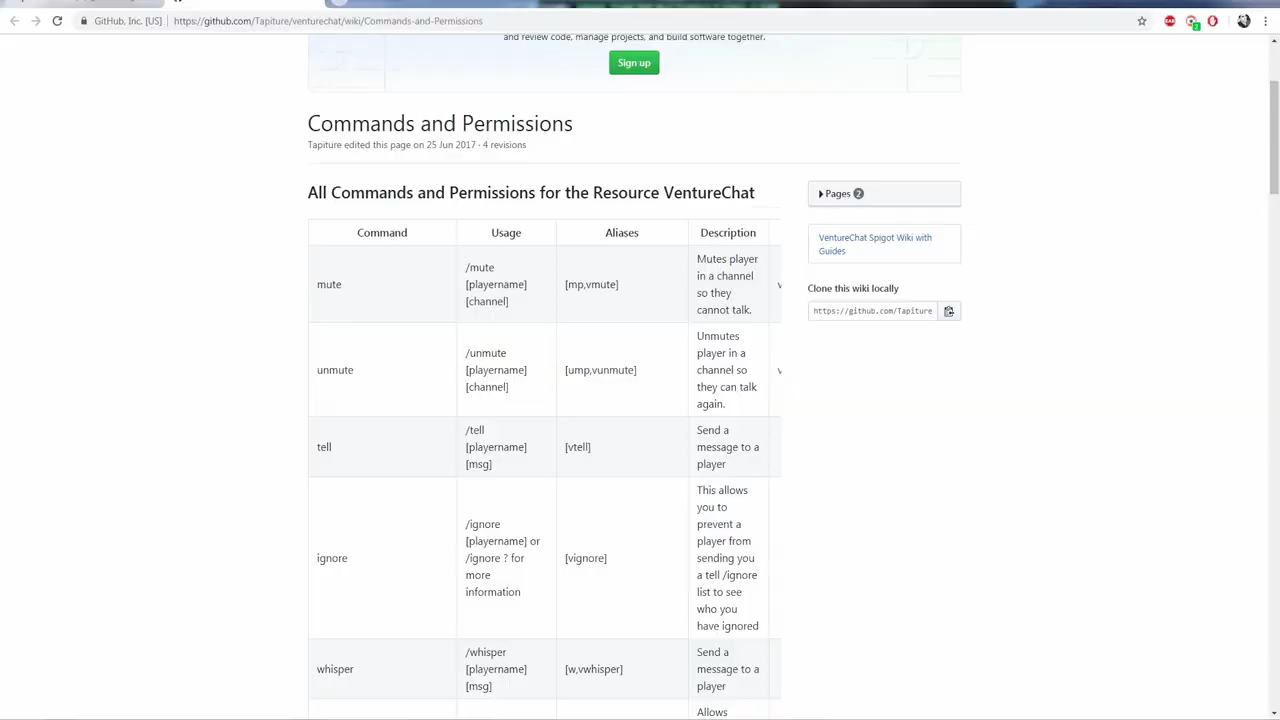 GitHub, Inc. [US]
https://github.com/Tapiture/venturechat/wiki/Commands-and-Permissions
2
and review code, manage projects, and build software together.
Sign up
Commands and Permissions
Tapiture edited this page on 25 Jun 2017 · 4 revisions
All Commands and Permissions for the Resource VentureChat
Pages 2
VentureChat Spigot Wiki with
Guides
Clone this wiki locally
https://github.com/Tapiture
Command
Usage
Aliases
Description
mute
/mute
[playername]
[channel]
[mp,vmute]
Mutes player
in a channel
so they
cannot talk.
unmute
/unmute
[playername]
[channel]
[ump,vunmute]
Unmutes
player in a
channel so
they can talk
again.
tell
/tell
[playername]
[msg]
[vtell]
Send a
message to a
player
ignore
/ignore
[playername] or
/ignore ? for
more
information
[vignore]
This allows
you to
prevent a
player from
sending you
a tell /ignore
list to see
who you
have ignored
whisper
/whisper
[playername]
[msg]
[w,vwhisper]
Send a
message to a
player
Allows